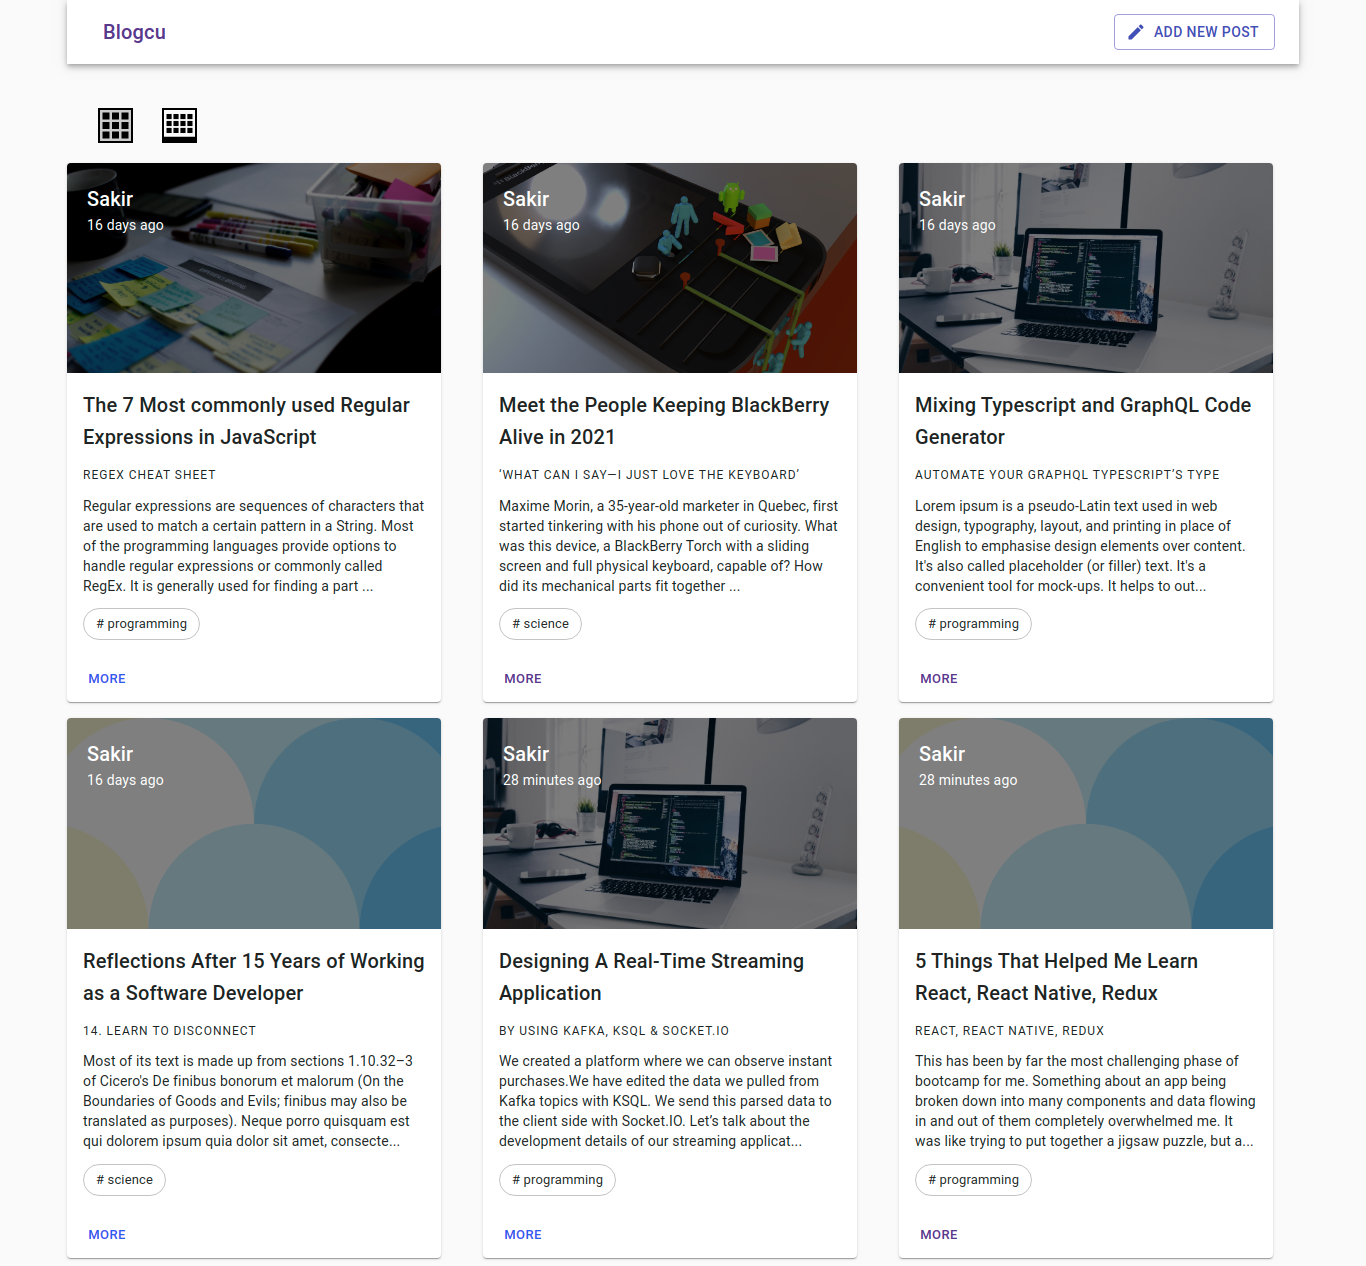 Blogcu
ADD NEW POST
Sakir
16 days ago
The 7 Most commonly used Regular
Expressions in JavaScript
REGEX CHEAT SHEET
Regular expressions are sequences of characters that
are used to match a certain pattern in a String. Most
of the programming languages provide options to
handle regular expressions or commonly called
RegEx. It is generally used for finding a part ...
# programming
MORE
Sakir
16 days ago
Meet the People Keeping BlackBerry
Alive in 2021
‘WHAT CAN I SAY—I JUST LOVE THE KEYBOARD’
Maxime Morin, a 35-year-old marketer in Quebec, first
started tinkering with his phone out of curiosity. What
was this device, a BlackBerry Torch with a sliding
screen and full physical keyboard, capable of? How
did its mechanical parts fit together ...
# science
MORE
Sakir
16 days ago
Mixing Typescript and GraphQL Code
Generator
AUTOMATE YOUR GRAPHQL TYPESCRIPT’S TYPE
Lorem ipsum is a pseudo-Latin text used in web
design, typography, layout, and printing in place of
English to emphasise design elements over content.
It's also called placeholder (or filler) text. It's a
convenient tool for mock-ups. It helps to out...
# programming
MORE
Sakir
16 days ago
Reflections After 15 Years of Working
as a Software Developer
14. LEARN TO DISCONNECT
Most of its text is made up from sections 1.10.32–3
of Cicero's De finibus bonorum et malorum (On the
Boundaries of Goods and Evils; finibus may also be
translated as purposes). Neque porro quisquam est
qui dolorem ipsum quia dolor sit amet, consecte...
# science
MORE
Sakir
28 minutes ago
Designing A Real-Time Streaming
Application
BY USING KAFKA, KSQL & SOCKET.IO
We created a platform where we can observe instant
purchases.We have edited the data we pulled from
Kafka topics with KSQL. We send this parsed data to
the client side with Socket.IO. Let’s talk about the
development details of our streaming applicat...
# programming
MORE
Sakir
28 minutes ago
5 Things That Helped Me Learn
React, React Native, Redux
REACT, REACT NATIVE, REDUX
This has been by far the most challenging phase of
bootcamp for me. Something about an app being
broken down into many components and data flowing
in and out of them completely overwhelmed me. It
was like trying to put together a jigsaw puzzle, but a...
# programming
MORE